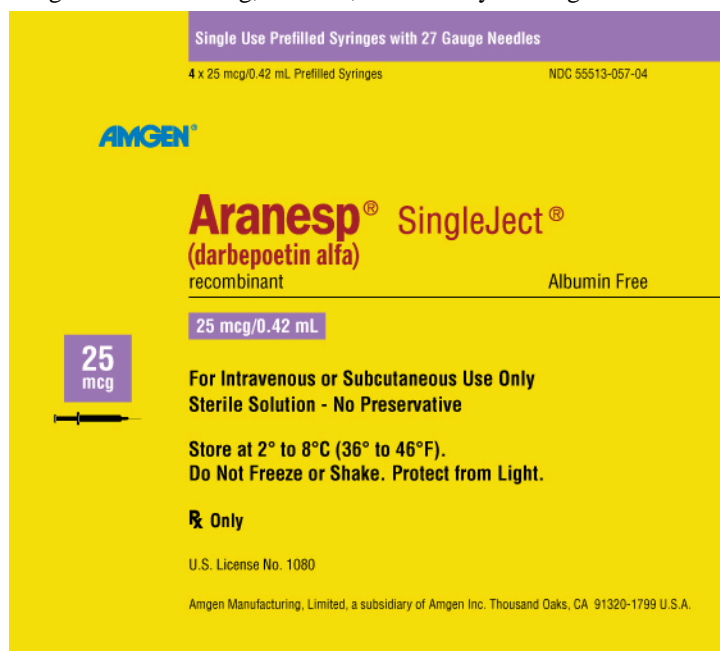 Single Use Prefilled Syringes with 27 Gauge Needles
4 x 25 mcg/0.42 mL Prefilled Syringes NDC 55513-057-04
AMGEN®
Aranesp® SingleJect®
(darbepoetin alfa)
recombinant Albumin Free
25 mcg/0.42 mL
25
mcg
For Intravenous or Subcutaneous Use Only
Sterile Solution - No Preservative
Store at 2° to 8°C (36° to 46°F).
Do Not Freeze or Shake. Protect from Light.
℞ Only
U.S. License No. 1080
Amgen Manufacturing, Limited, a subsidiary of Amgen Inc. Thousand Oaks, CA 91320-1799 U.S.A.